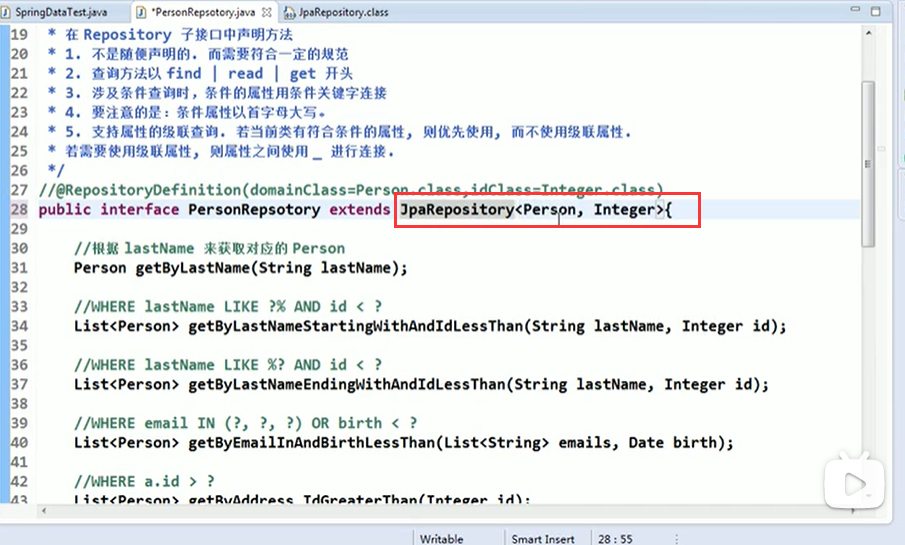 SpringDataTest.java
*PersonRepsotory.java
JpaRepository.class
19 * 在 Repository 子接口中声明方法
20 * 1. 不是随便声明的. 而需要符合一定的规范
21 * 2. 查询方法以 find | read | get 开头
22 * 3. 涉及条件查询时，条件的属性用条件关键字连接
23 * 4. 要注意的是：条件属性以首字母大写。
24 * 5. 支持属性的级联查询. 若当前类有符合条件的属性, 则优先使用, 而不使用级联属性.
25 * 若需要使用级联属性, 则属性之间使用 _ 进行连接.
26 */
27 //@RepositoryDefinition(domainClass=Person.class,idClass=Integer.class)
28 public interface PersonRepsotory extends JpaRepository<Person, Integer>{
29
30 //根据 lastName 来获取对应的 Person
31 Person getByLastName(String lastName);
32
33 //WHERE lastName LIKE ?% AND id < ?
34 List<Person> getByLastNameStartingWithAndIdLessThan(String lastName, Integer id);
35
36 //WHERE lastName LIKE %? AND id < ?
37 List<Person> getByLastNameEndingWithAndIdLessThan(String lastName, Integer id);
38
39 //WHERE email IN (?, ?, ?) OR birth < ?
40 List<Person> getByEmailInAndBirthLessThan(List<String> emails, Date birth);
41
42 //WHERE a.id > ?
43 List<Person> getByAddress_IdGreaterThan(Integer id);
Writable
Smart Insert
28 : 55